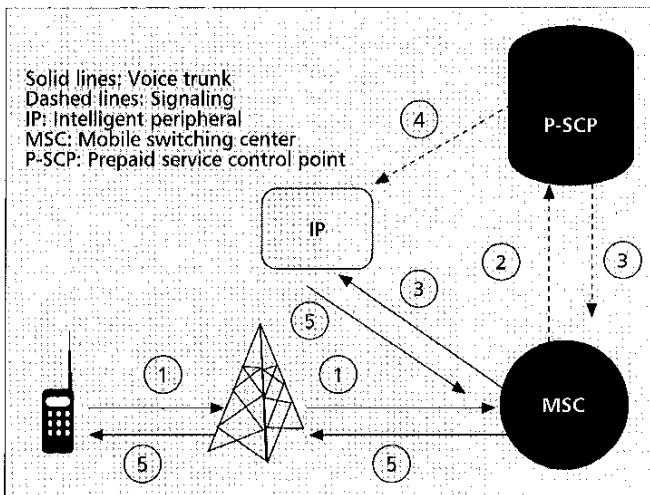 Solid lines: Voice trunk
Dashed lines: Signaling
IP: Intelligent peripheral
MSC: Mobile switching center
P-SCP: Prepaid service control point
4
P-SCP
IP
2
3
3
5
1
1
MSC
5
5